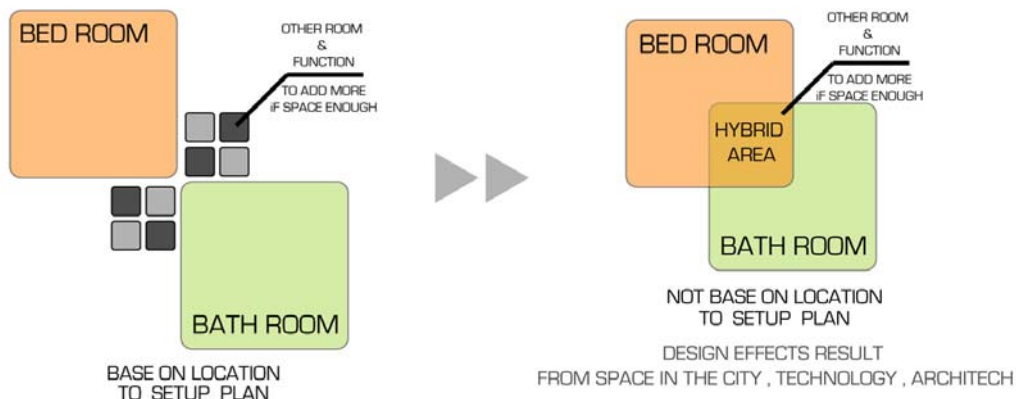 BED ROOM
OTHER ROOM
&
FUNCTION
TO ADD MORE
iF SPACE ENOUGH
BATH ROOM
BASE ON LOCATION
TO SETUP PLAN
BED ROOM
OTHER ROOM
&
FUNCTION
TO ADD MORE
iF SPACE ENOUGH
HYBRID
AREA
BATH ROOM
NOT BASE ON LOCATION
TO SETUP PLAN
DESIGN EFFECTS RESULT
FROM SPACE IN THE CITY , TECHNOLOGY , ARCHITECH